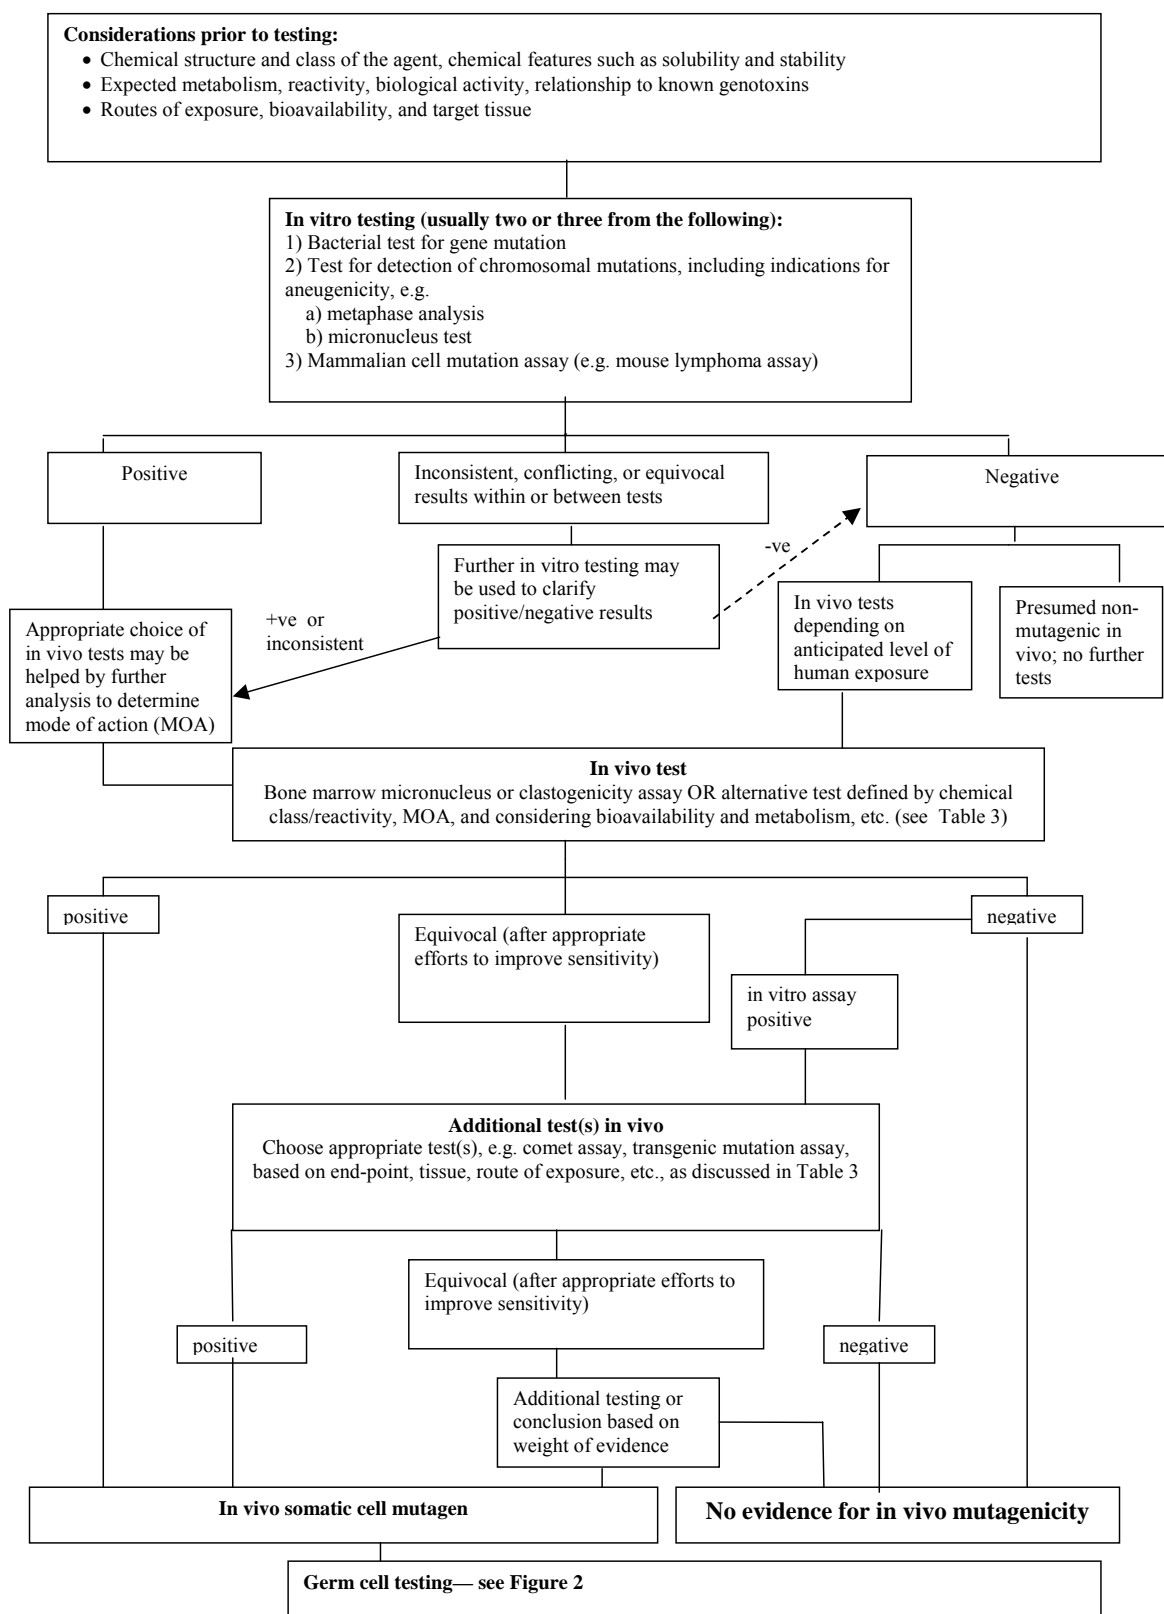 Considerations prior to testing:
• Chemical structure and class of the agent, chemical features such as solubility and stability
• Expected metabolism, reactivity, biological activity, relationship to known genotoxins
• Routes of exposure, bioavailability, and target tissue
In vitro testing (usually two or three from the following):
1) Bacterial test for gene mutation
2) Test for detection of chromosomal mutations, including indications for
aneugenicity, e.g.
a) metaphase analysis
b) micronucleus test
3) Mammalian cell mutation assay (e.g. mouse lymphoma assay)
Positive
Inconsistent, conflicting, or equivocal
results within or between tests
Negative
Further in vitro testing may
be used to clarify
positive/negative results
-ve
+ve or
inconsistent
Appropriate choice of
in vivo tests may be
helped by further
analysis to determine
mode of action (MOA)
In vivo tests
depending on
anticipated level of
human exposure
Presumed non-
mutagenic in
vivo; no further
tests
In vivo test
Bone marrow micronucleus or clastogenicity assay OR alternative test defined by chemical
class/reactivity, MOA, and considering bioavailability and metabolism, etc. (see Table 3)
positive
Equivocal (after appropriate
efforts to improve sensitivity)
negative
in vitro assay
positive
Additional test(s) in vivo
Choose appropriate test(s), e.g. comet assay, transgenic mutation assay,
based on end-point, tissue, route of exposure, etc., as discussed in Table 3
positive
Equivocal (after appropriate efforts to
improve sensitivity)
negative
Additional testing or
conclusion based on
weight of evidence
In vivo somatic cell mutagen
No evidence for in vivo mutagenicity
Germ cell testing— see Figure 2